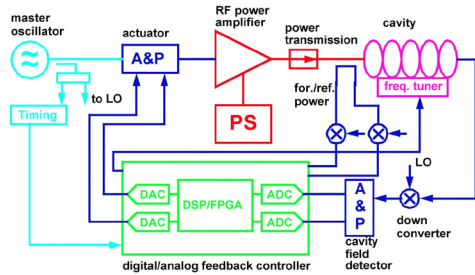 master
oscillator
actuator
RF power
amplifier
power
transmission
cavity
A&P
freq. tuner
to LO
for./ref.
power
Timing
PS
LO
DAC
DSP/FPGA
ADC
DAC
ADC
A
&
P
down
converter
cavity
field
detector
digital/analog feedback controller